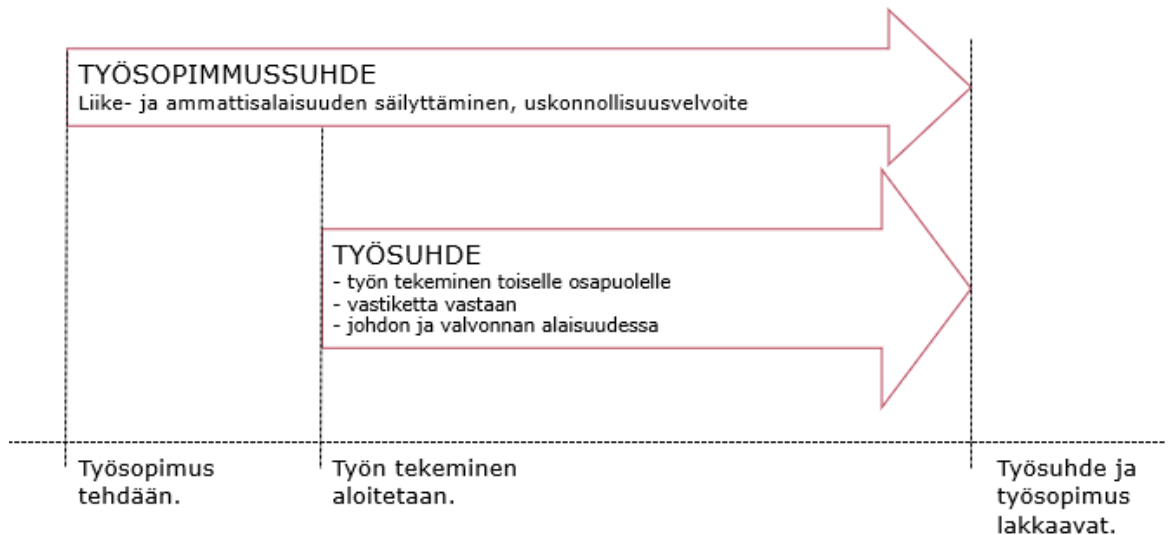 TYÖSOPIMMUSSUHDE
Liike- ja ammattisalaisuuden säilyttäminen, uskonnollisuusvelvoite
TYÖSUHDE
- työn tekeminen toiselle osapuolelle
- vastiketta vastaan
- johdon ja valvonnan alaisuudessa
Työsopimus
tehdään.
Työn tekeminen
aloitetaan.
Työsuhde ja
työsopimus
lakkaavat.